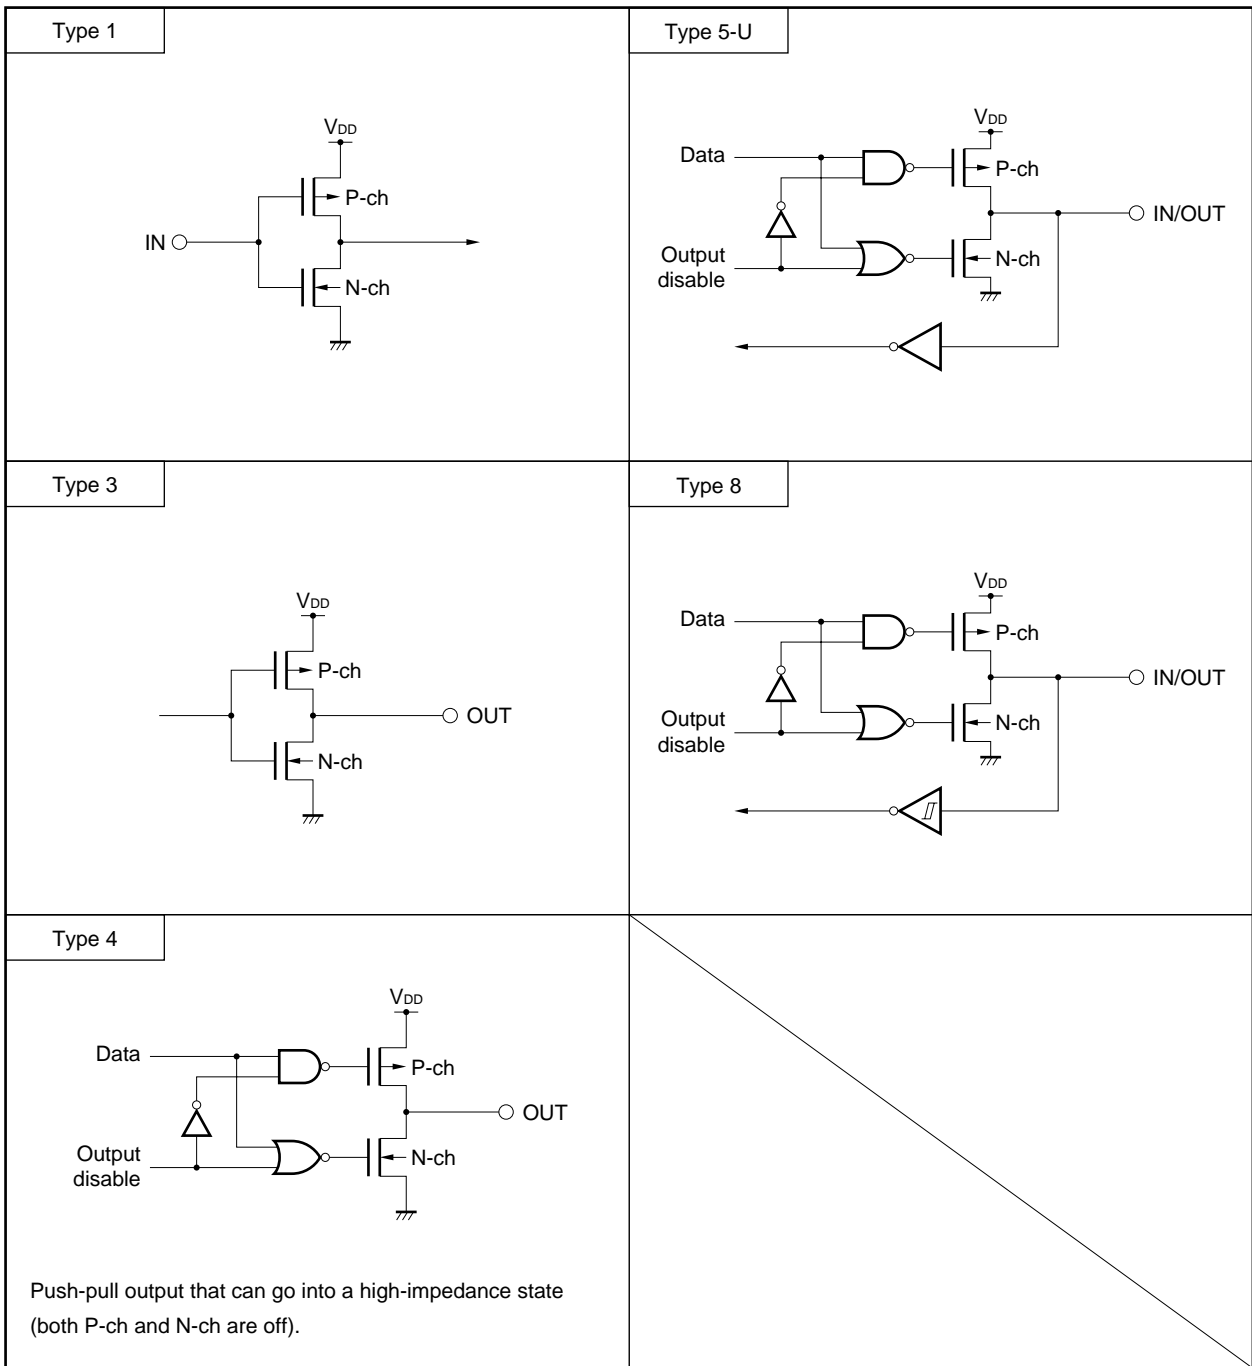 Type 1
VDD
P-ch
IN
N-ch
Type 5-U
VDD
Data
P-ch
IN/OUT
Output
disable
N-ch
Type 3
VDD
P-ch
OUT
N-ch
Type 8
VDD
Data
P-ch
IN/OUT
Output
disable
N-ch
Type 4
VDD
Data
P-ch
OUT
Output
disable
N-ch
Push-pull output that can go into a high-impedance state
(both P-ch and N-ch are off).